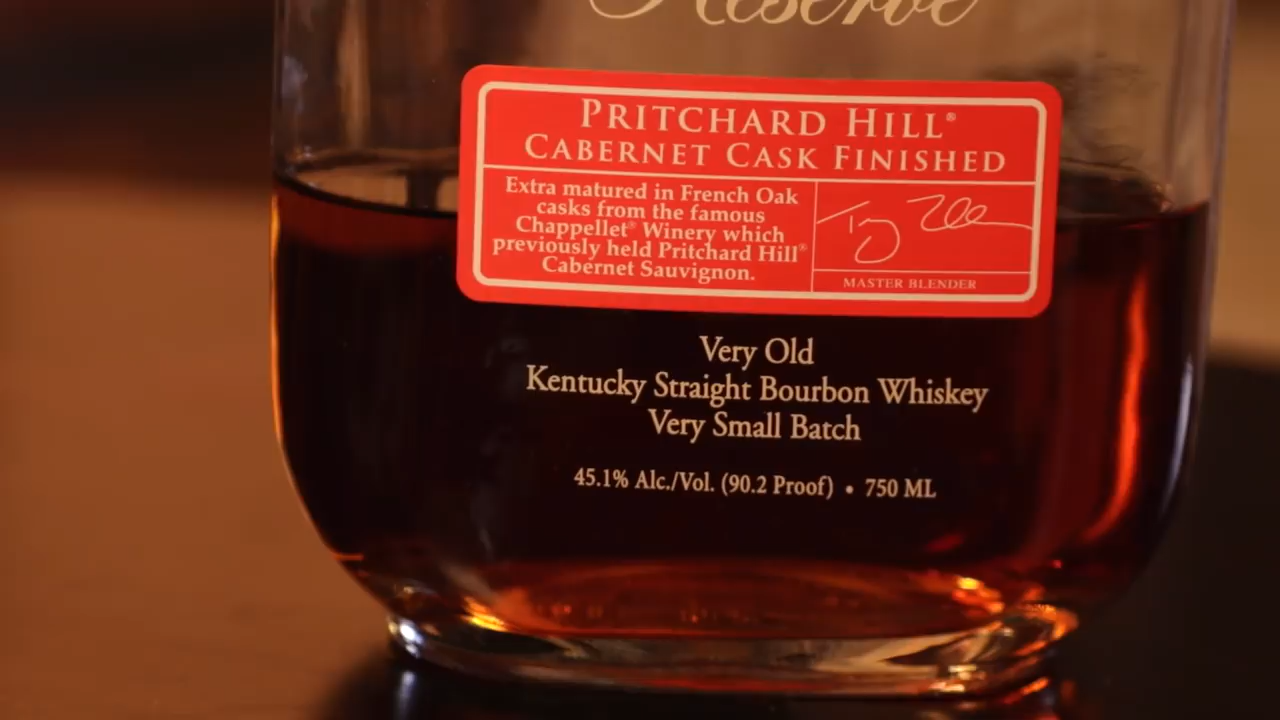 Reserve
PRITCHARD HILL®
CABERNET CASK FINISHED
Extra matured in French Oak
casks from the famous
Chappellet® Winery which
previously held Pritchard Hill®
Cabernet Sauvignon.
MASTER BLENDER
Very Old
Kentucky Straight Bourbon Whiskey
Very Small Batch
45.1% Alc./Vol. (90.2 Proof) • 750 ML